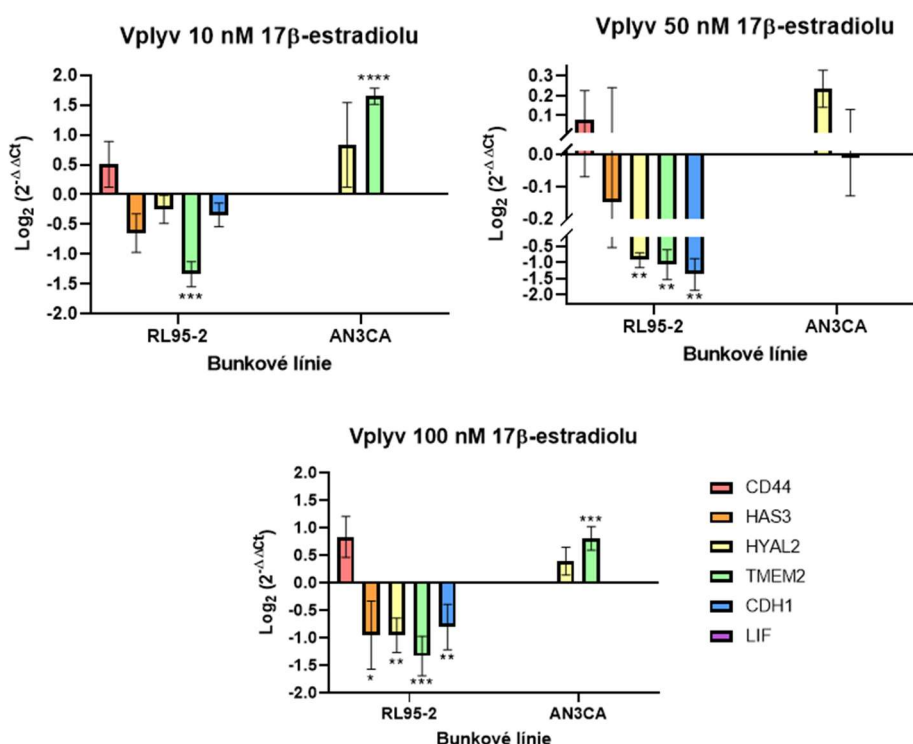 Vplyv 10 nM 17β-estradiolu
Log₂ (2^-ΔΔCt)
2.0
1.5
1.0
0.5
0.0
-0.5
-1.0
-1.5
-2.0
***
****
RL95-2
AN3CA
Bunkové línie
Vplyv 50 nM 17β-estradiolu
Log₂ (2^-ΔΔCt)
0.3
0.2
0.1
0.0
-0.1
-0.2
-0.5
-1.0
-1.5
-2.0
**
**
**
RL95-2
AN3CA
Bunkové línie
Vplyv 100 nM 17β-estradiolu
Log₂ (2^-ΔΔCt)
2.0
1.5
1.0
0.5
0.0
-0.5
-1.0
-1.5
-2.0
*
**
***
**
***
RL95-2
AN3CA
Bunkové línie
CD44
HAS3
HYAL2
TMEM2
CDH1
LIF